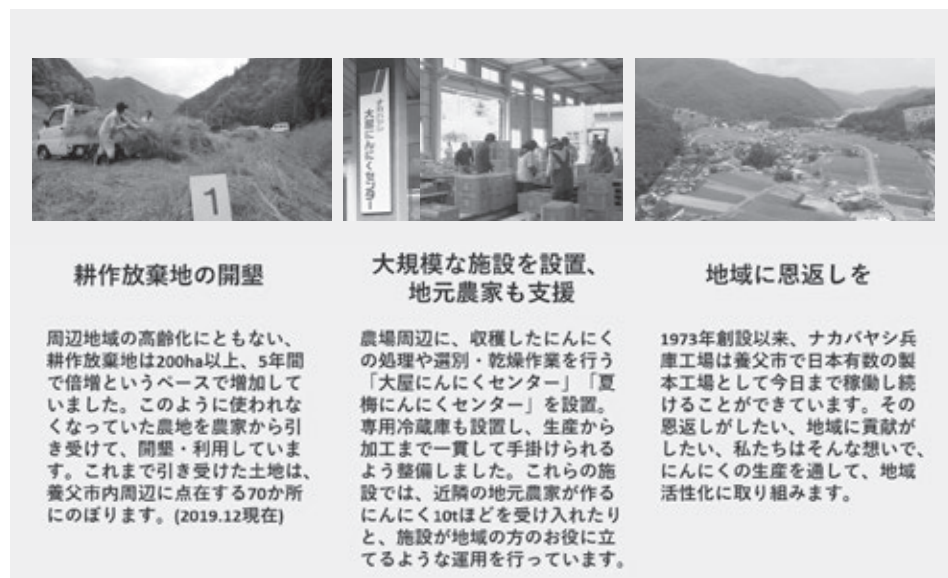 1
ナカバヤシ
大屋にんにくセンター
耕作放棄地の開墾
周辺地域の高齢化にともない、
耕作放棄地は200ha以上、5年間
で倍増というペースで増加して
いました。このように使われな
くなっていた農地を農家から引
き受けて、開墾・利用していま
す。これまで引き受けた土地は、
養父市内周辺に点在する70か所
にのぼります。(2019.12現在)
大規模な施設を設置、
地元農家も支援
農場周辺に、収穫したにんにく
の処理や選別・乾燥作業を行う
「大屋にんにくセンター」「夏
梅にんにくセンター」を設置。
専用冷蔵庫も設置し、生産から
加工まで一貫して手掛けられる
よう整備しました。これらの施
設では、近隣の地元農家が作る
にんにく10tほどを受け入れたり
と、施設が地域の方のお役に立
てるような運用を行っています。
地域に恩返しを
1973年創設以来、ナカバヤシ兵
庫工場は養父市で日本有数の製
本工場として今日まで稼働し続
けることができています。その
恩返しがしたい、地域に貢献が
したい、私たちはそんな想いで、
にんにくの生産を通して、地域
活性化に取り組みます。